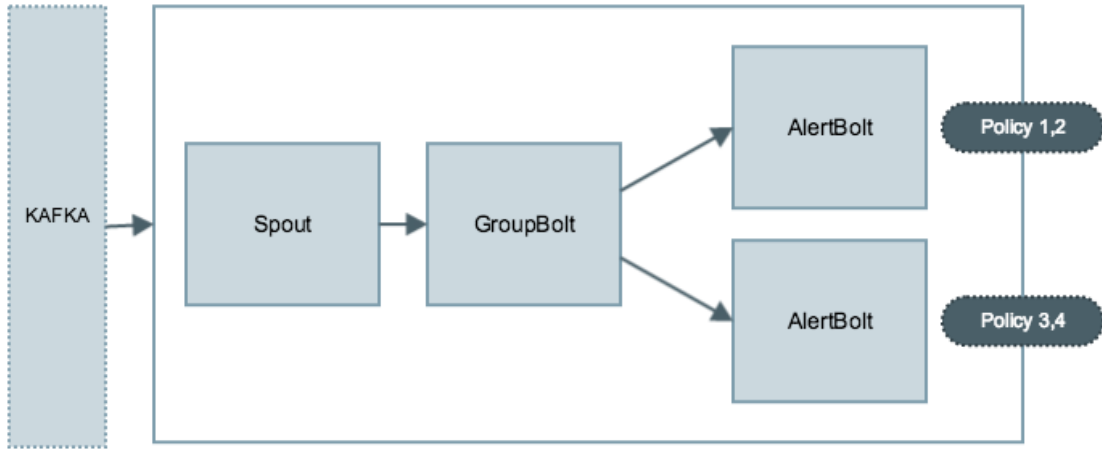 KAFKA
Spout
GroupBolt
AlertBolt
Policy 1,2
AlertBolt
Policy 3,4